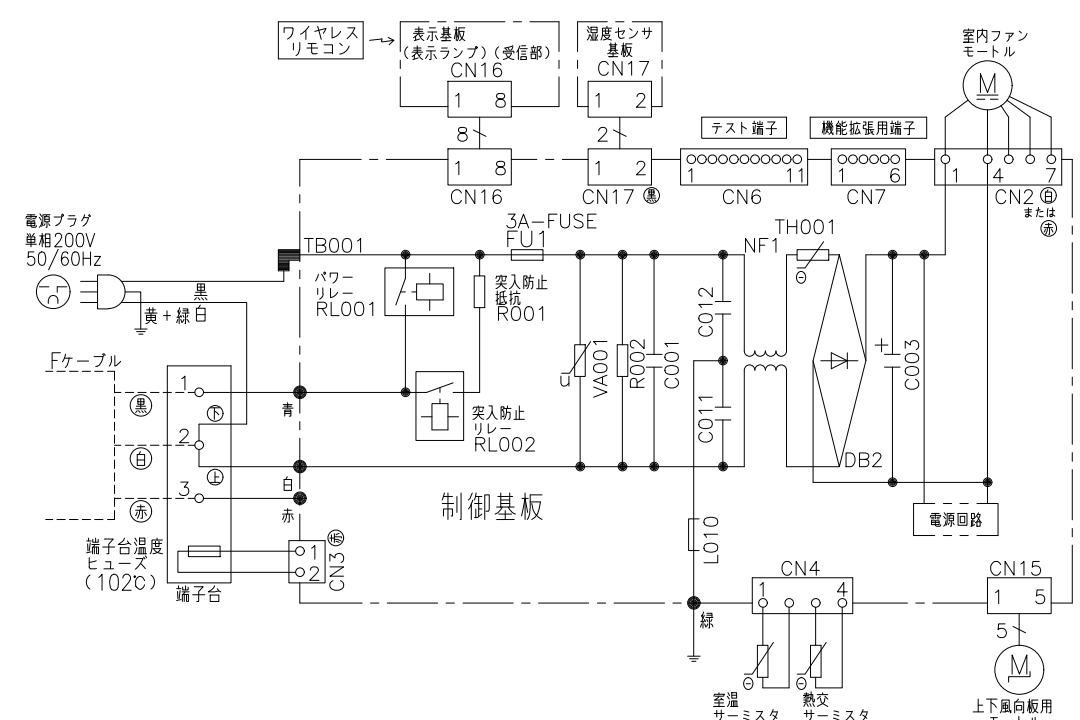 ワイヤレス
リモコン
表示基板
(表示ランプ)(受信部)
CN16
1 8
湿度センサ
基板
CN17
1 2
室内ファン
モートル
M
8
2
テスト端子
機能拡張用端子
1 8
CN16
1 2
CN17 黒
1 11
CN6
1 6
CN7
1 4 7
CN2 白
または
赤
電源プラグ
単相200V
50/60Hz
黒
黄+緑
白
TB001
3A-FUSE
FU1
NF1
TH001
パワー
リレー
RL001
突入防止
抵抗
R001
突入防止
リレー
RL002
u
VA001
R002
C001
C012
C011
+
C003
DB2
Fケーブル
黒
白
赤
1
2
3
下
上
青
白
赤
制御基板
電源回路
L010
端子台温度
ヒューズ
(102℃)
端子台
1
2
CN3 赤
緑
CN4
1 4
室温
サーミスタ
熱交
サーミスタ
CN15
1 5
5
M
上下風向板用